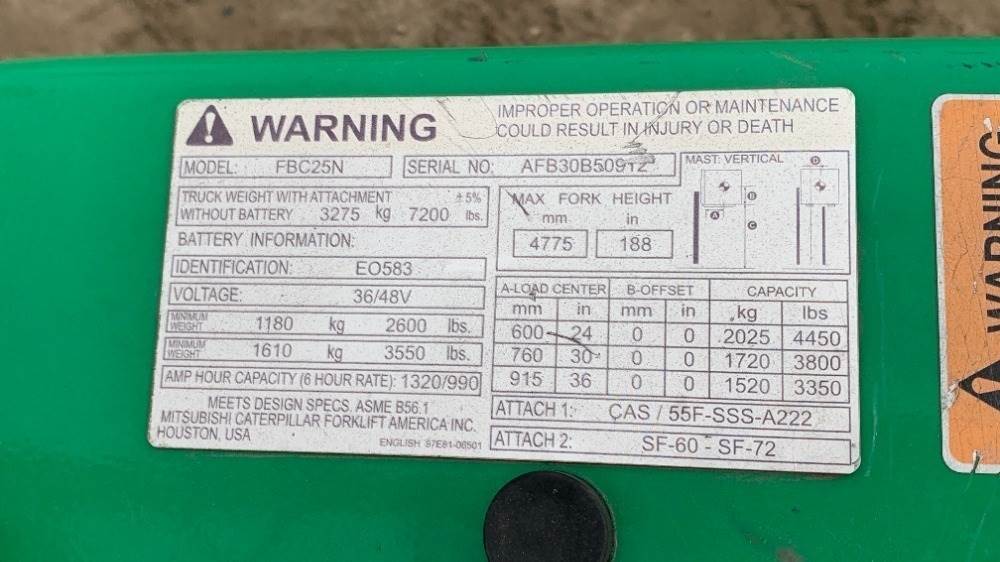 WARNING
IMPROPER OPERATION OR MAINTENANCE
COULD RESULT IN INJURY OR DEATH
MODEL: FBC25N
SERIAL NO: AFB30B50912
TRUCK WEIGHT WITH ATTACHMENT ±5%
WITHOUT BATTERY 3275 kg 7200 lbs.
BATTERY INFORMATION:
IDENTIFICATION: EO583
VOLTAGE: 36/48V
MINIMUM WEIGHT 1180 kg 2600 lbs.
MINIMUM WEIGHT 1610 kg 3550 lbs.
AMP HOUR CAPACITY (6 HOUR RATE): 1320/990
MEETS DESIGN SPECS. ASME B56.1
MITSUBISHI CATERPILLAR FORKLIFT AMERICA INC.
HOUSTON, USA
ENGLISH 97E81-06501
MAX FORK HEIGHT
mm in
4775 188
MAST: VERTICAL
D
B
A
C
D
A-LOAD CENTER B-OFFSET CAPACITY
mm in mm in kg lbs
600 24 0 0 2025 4450
760 30 0 0 1720 3800
915 36 0 0 1520 3350
ATTACH 1: CAS / 55F-SSS-A222
ATTACH 2: SF-60 - SF-72
WARNING